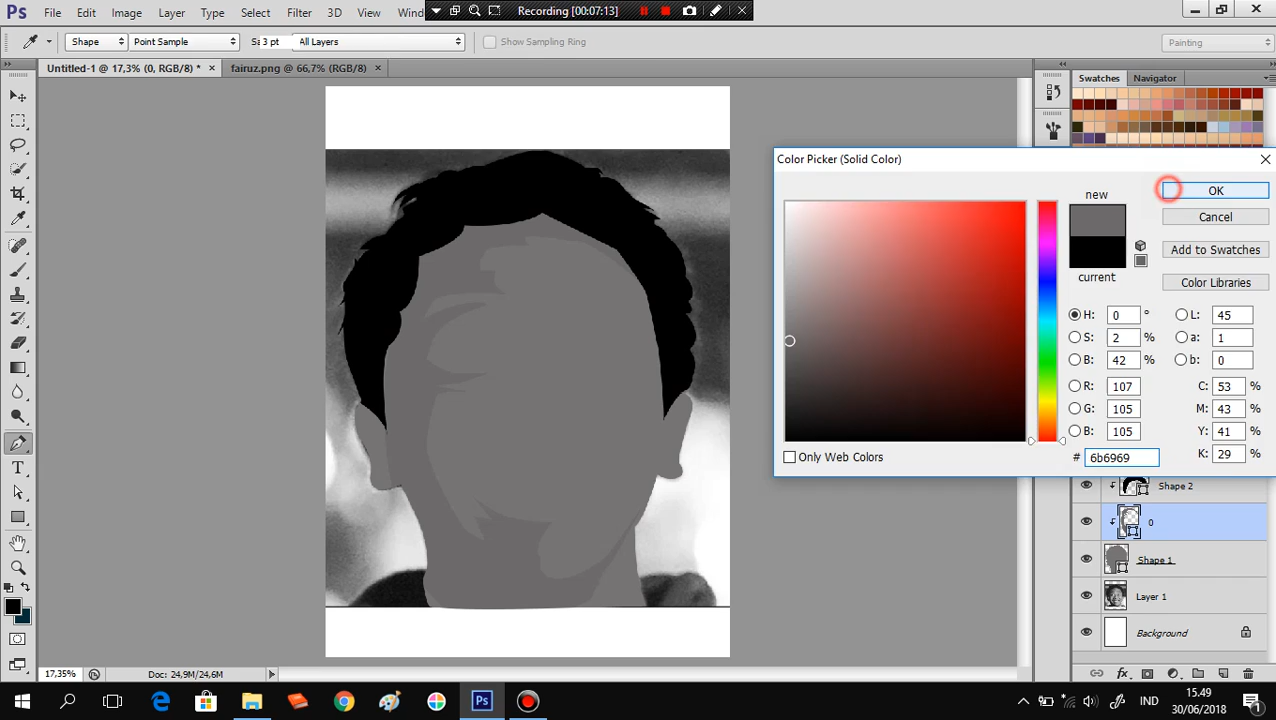 Ps File Edit Image Layer Type Select Filter 3D View Wind
Recording [00:07:13]
Shape Point Sample Sa 3 pt All Layers Show Sampling Ring Painting
Untitled-1 @ 17,3% (0, RGB/8) * × fairuz.png @ 66,7% (RGB/8) ×
Swatches Navigator
Color Picker (Solid Color)
new
OK
Cancel
Add to Swatches
current
Color Libraries
H: 0 ° L: 45
S: 2 % a: 1
B: 42 % b: 0
R: 107 C: 53 %
G: 105 M: 43 %
B: 105 Y: 41 %
# 6b6969 K: 29 %
Only Web Colors
Shape 2
0
Shape 1
Layer 1
Background
17,35% Doc: 24,9M/24,6M
Ps IND 15.49
30/06/2018
1